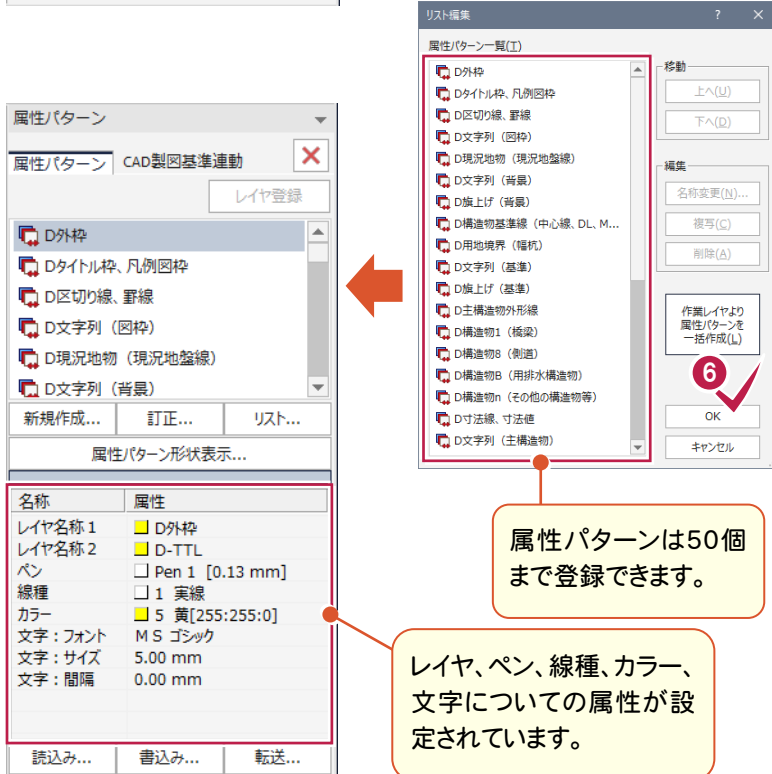 リスト編集
?
×
属性パターン一覧(T)
D外枠
Dタイトル枠、凡例図枠
D区切り線、罫線
D文字列（図枠）
D現況地物（現況地盤線）
D文字列（背景）
D旗上げ（背景）
D構造物基準線（中心線、DL、M...
D用地境界（幅杭）
D文字列（基準）
D旗上げ（基準）
D主構造物外形線
D構造物1（橋梁）
D構造物8（側道）
D構造物B（用排水構造物）
D構造物n（その他の構造物等）
D寸法線、寸法値
D文字列（主構造物）
移動
上へ(U)
下へ(D)
編集
名称変更(N)...
複写(C)
削除(A)
作業レイヤより
属性パターンを
一括作成(L)
6
OK
キャンセル
属性パターン
属性パターン CAD製図基準連動
レイヤ登録
D外枠
Dタイトル枠、凡例図枠
D区切り線、罫線
D文字列（図枠）
D現況地物（現況地盤線）
D文字列（背景）
新規作成... 訂正... リスト...
属性パターン形状表示...
名称 属性
レイヤ名称1 D外枠
レイヤ名称2 D-TTL
ペン Pen 1 [0.13 mm]
線種 1 実線
カラー 5 黄[255:255:0]
文字：フォント ＭＳ ゴシック
文字：サイズ 5.00 mm
文字：間隔 0.00 mm
読込み... 書込み... 転送...
属性パターンは50個
まで登録できます。
レイヤ、ペン、線種、カラー、
文字についての属性が設
定されています。